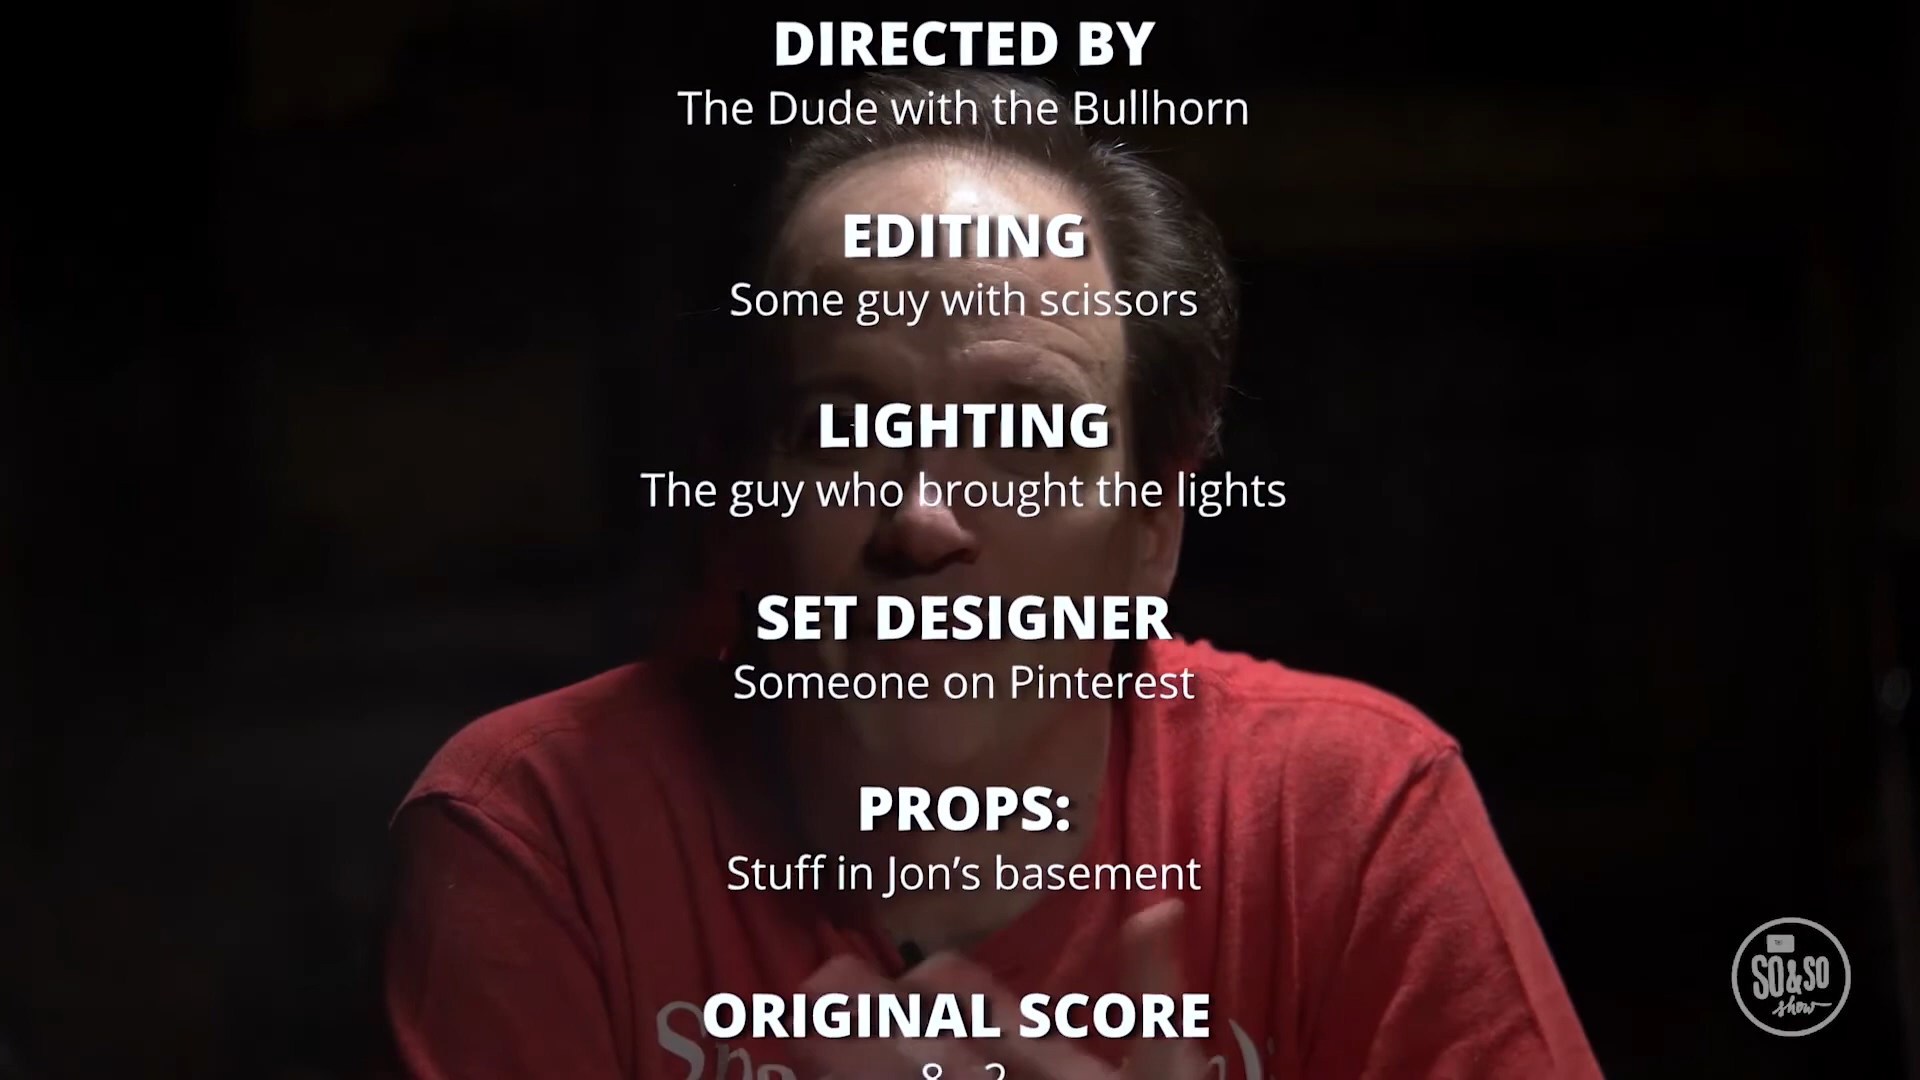 DIRECTED BY
The Dude with the Bullhorn
EDITING
Some guy with scissors
LIGHTING
The guy who brought the lights
SET DESIGNER
Someone on Pinterest
PROPS:
Stuff in Jon’s basement
ORIGINAL SCORE
SO&SO
show